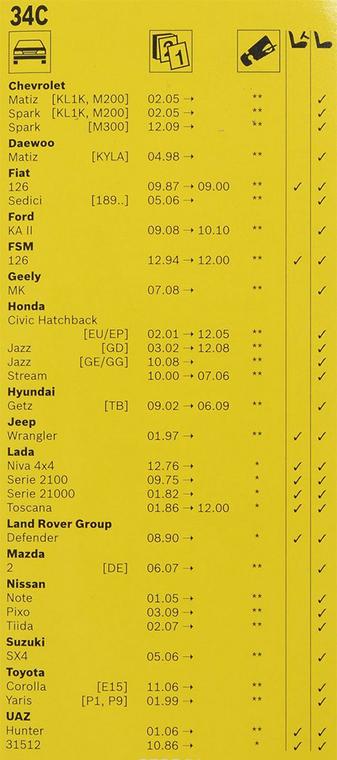 34C
2 1
Chevrolet
Matiz [KL1K, M200] 02.05 → ** ✓
Spark [KL1K, M200] 02.05 → ** ✓
Spark [M300] 12.09 → ** ✓
Daewoo
Matiz [KYLA] 04.98 → ** ✓
Fiat
126 09.87 → 09.00 ** ✓ ✓
Sedici [189..] 05.06 → ** ✓
Ford
KA II 09.08 → 10.10 ** ✓
FSM
126 12.94 → 12.00 ** ✓ ✓
Geely
MK 07.08 → ** ✓
Honda
Civic Hatchback
[EU/EP] 02.01 → 12.05 ** ✓
Jazz [GD] 03.02 → 12.08 ** ✓
Jazz [GE/GG] 10.08 → ** ✓
Stream 10.00 → 07.06 ** ✓
Hyundai
Getz [TB] 09.02 → 06.09 ** ✓
Jeep
Wrangler 01.97 → ** ✓ ✓
Lada
Niva 4x4 12.76 → * ✓ ✓
Serie 2100 09.75 → * ✓ ✓
Serie 21000 01.82 → * ✓ ✓
Toscana 01.86 → 12.00 * ✓ ✓
Land Rover Group
Defender 08.90 → * ✓ ✓
Mazda
2 [DE] 06.07 → ** ✓
Nissan
Note 01.05 → ** ✓
Pixo 03.09 → ** ✓
Tiida 02.07 → ** ✓
Suzuki
SX4 05.06 → ** ✓
Toyota
Corolla [E15] 11.06 → ** ✓
Yaris [P1, P9] 01.99 → ** ✓
UAZ
Hunter 01.06 → ** ✓ ✓
31512 10.86 → * ✓ ✓